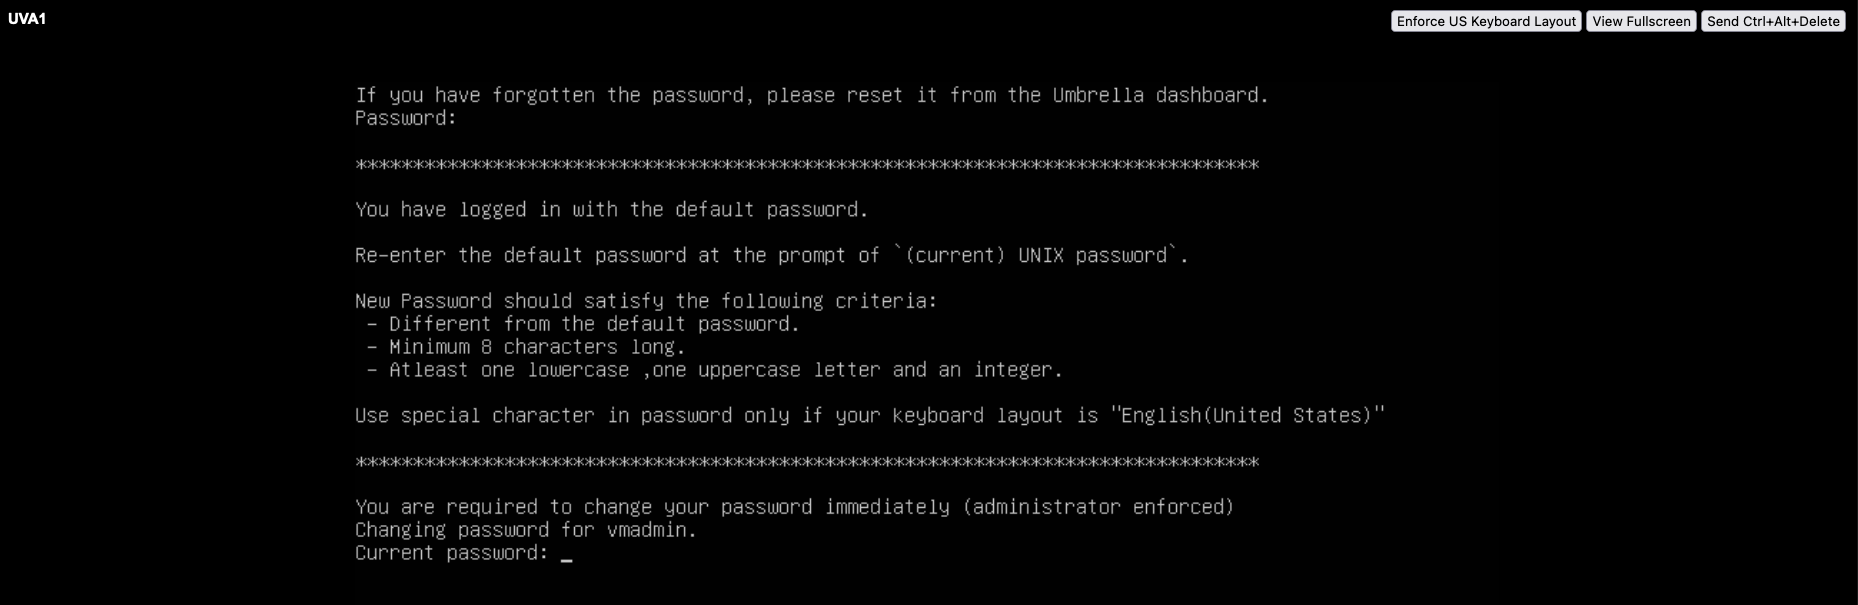 UVA1
Enforce US Keyboard Layout View Fullscreen Send Ctrl+Alt+Delete
If you have forgotten the password, please reset it from the Umbrella dashboard.
Password:
*******************************************************************************
You have logged in with the default password.
Re-enter the default password at the prompt of `(current) UNIX password`.
New Password should satisfy the following criteria:
- Different from the default password.
- Minimum 8 characters long.
- Atleast one lowercase ,one uppercase letter and an integer.
Use special character in password only if your keyboard layout is "English(United States)"
*******************************************************************************
You are required to change your password immediately (administrator enforced)
Changing password for vmadmin.
Current password: _